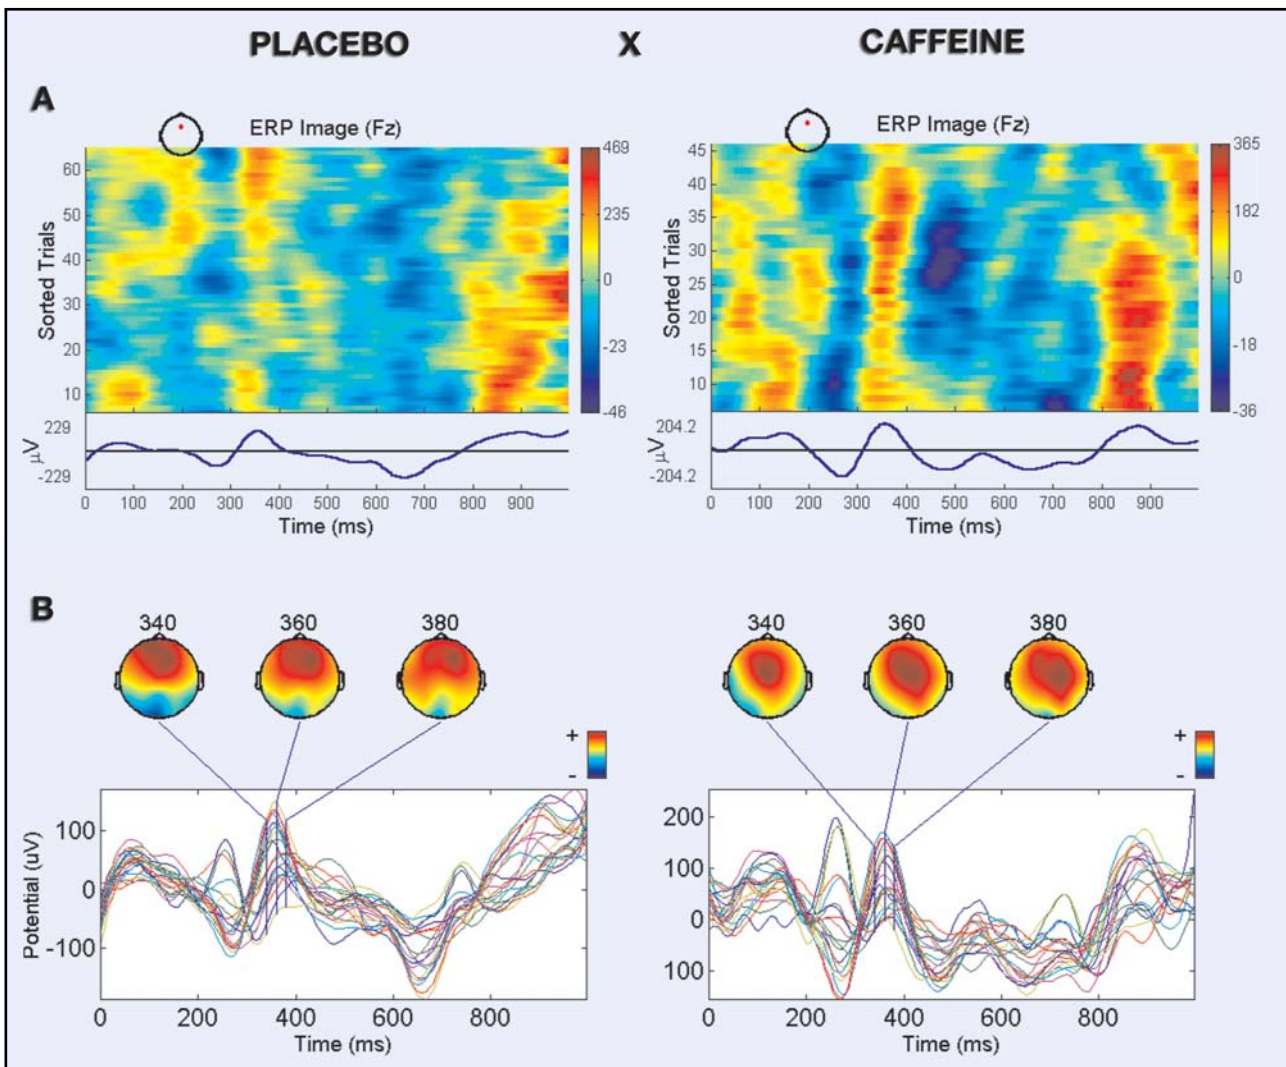 PLACEBO X CAFFEINE
A
ERP Image (Fz)
Sorted Trials
60
50
40
30
20
10
469
235
0
-23
-46
µV
229
-229
0 100 200 300 400 500 600 700 800 900
Time (ms)
ERP Image (Fz)
Sorted Trials
45
40
35
30
25
20
15
10
365
182
0
-18
-36
µV
204.2
-204.2
0 100 200 300 400 500 600 700 800 900
Time (ms)
B
340 360 380
+
-
Potential (uV)
100
0
-100
0 200 400 600 800
Time (ms)
340 360 380
+
-
200
100
0
100
0 200 400 600 800
Time (ms)